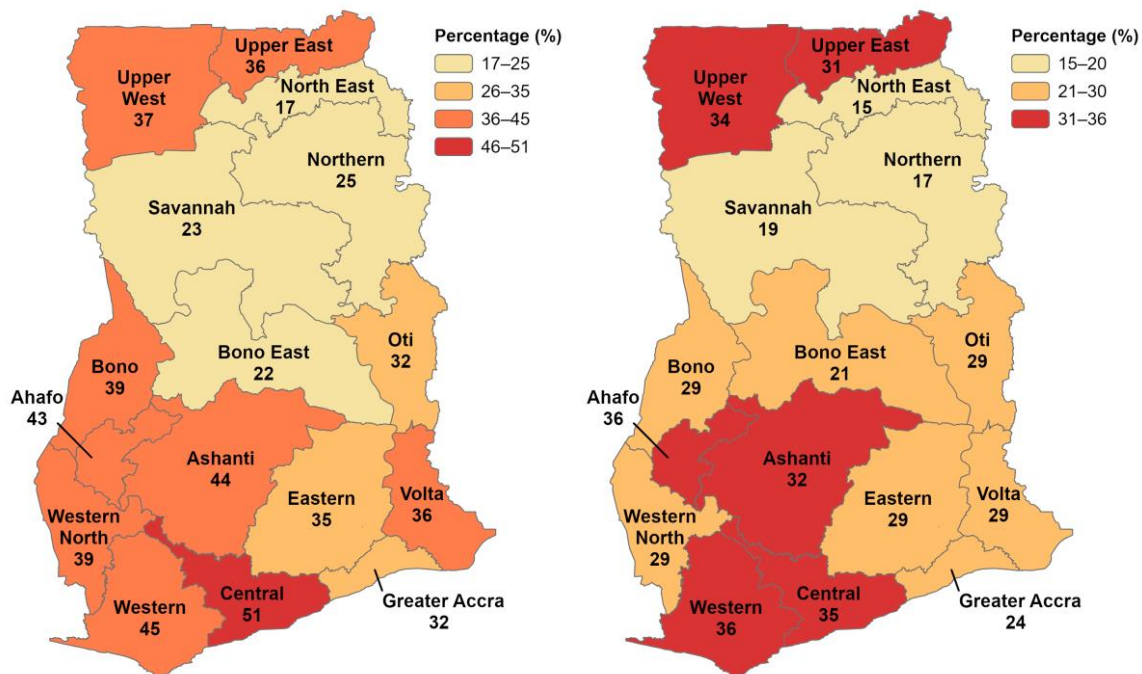 Percentage (%)
17–25
26–35
36–45
46–51
Upper East
36
Upper
West
37
North East
17
Northern
25
Savannah
23
Oti
32
Bono East
22
Bono
39
Ahafo
43
Ashanti
44
Eastern
35
Volta
36
Western
North
39
Central
51
Western
45
Greater Accra
32
Percentage (%)
15–20
21–30
31–36
Upper East
31
Upper
West
34
North East
15
Northern
17
Savannah
19
Oti
29
Bono East
21
Bono
29
Ahafo
36
Ashanti
32
Eastern
29
Volta
29
Western
North
29
Central
35
Western
36
Greater Accra
24